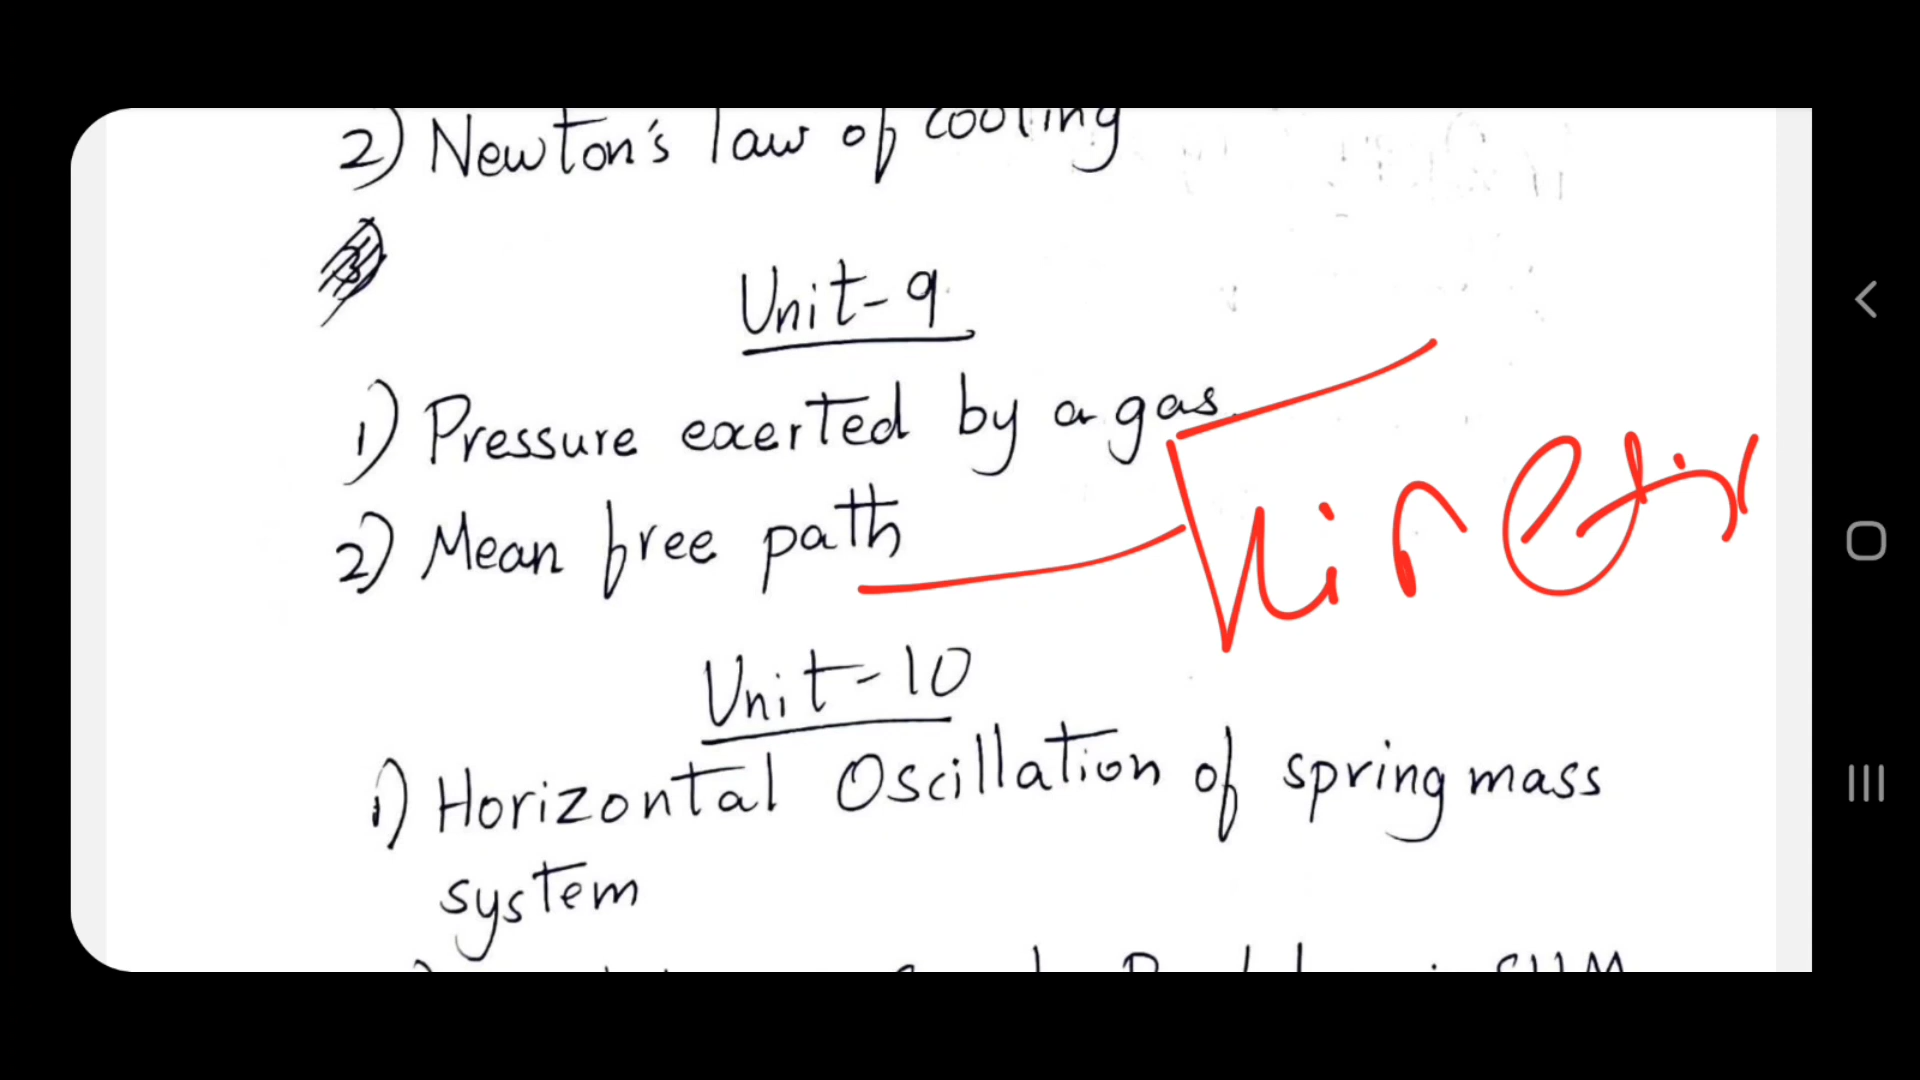 2) Newton's law of cooling
Unit-9
1) Pressure exerted by a gas
2) Mean free path
Kinetic
Unit-10
1) Horizontal Oscillation of spring mass
system
SHM